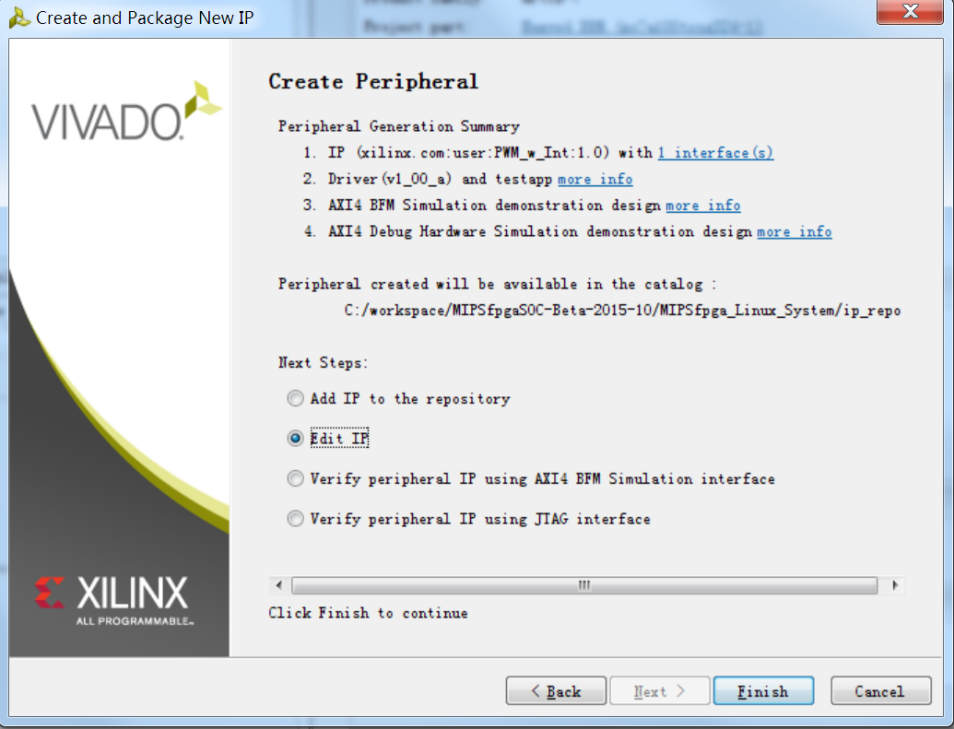 Create and Package New IP
Project part:
VIVADO.
Create Peripheral
Peripheral Generation Summary
1. IP (xilinx.com:user:PWM_w_Int:1.0) with 1 interface(s)
2. Driver(v1_00_a) and testapp more info
3. AXI4 BFM Simulation demonstration design more info
4. AXI4 Debug Hardware Simulation demonstration design more info
Peripheral created will be available in the catalog :
C:/workspace/MIPSfpgaSOC-Beta-2015-10/MIPSfpga_Linux_System/ip_repo
Next Steps:
Add IP to the repository
Edit IP
Verify peripheral IP using AXI4 BFM Simulation interface
Verify peripheral IP using JTAG interface
XILINX
ALL PROGRAMMABLE™
Click Finish to continue
< Back
Next >
Finish
Cancel